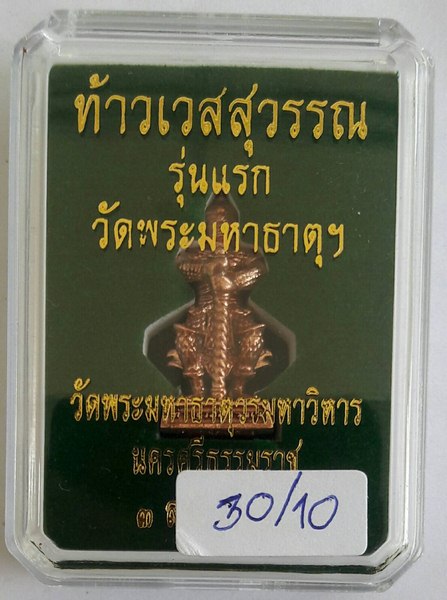 ท้าวเวสสุวรรณ
รุ่นแรก
วัดพระมหาธาตุฯ
วัดพระมหาธาตุวรมหาวิหาร
นครศรีธรรมราช
๓
30/10